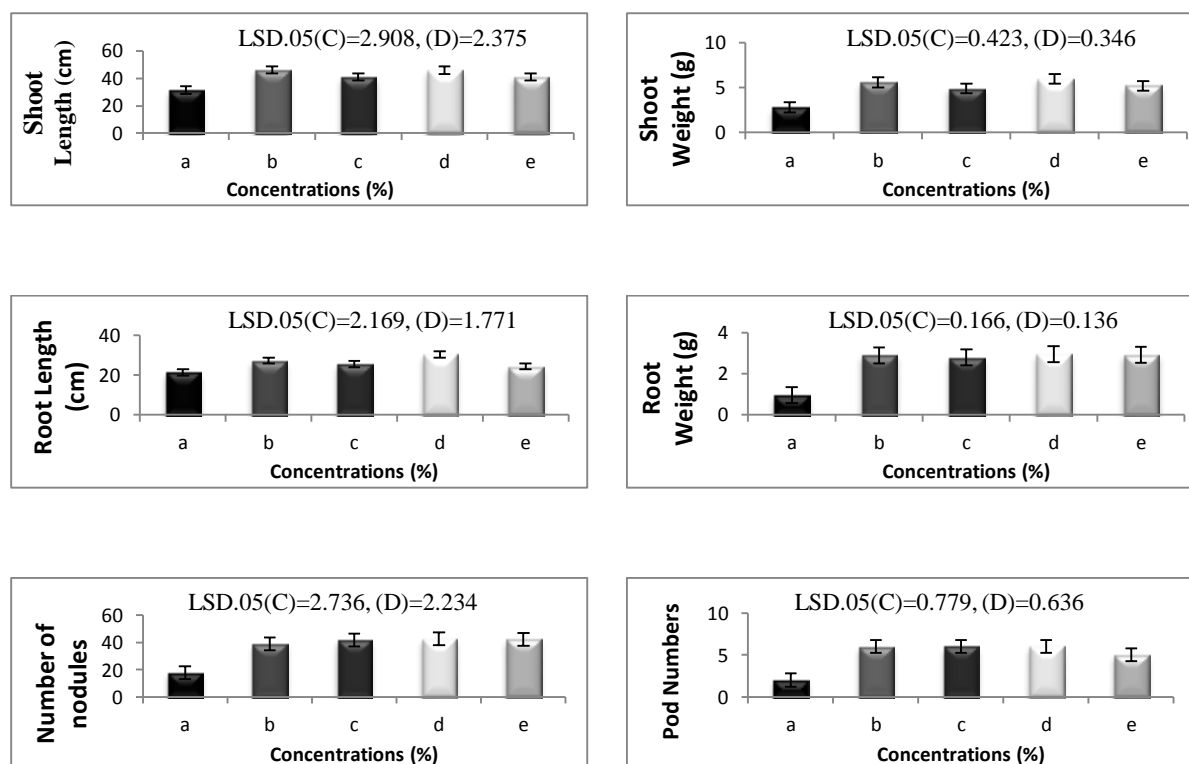 LSD.05(C)=2.908, (D)=2.375
Shoot
Length (cm)
60
40
20
0
a b c d e
Concentrations (%)
LSD.05(C)=0.423, (D)=0.346
Shoot
Weight (g)
10
5
0
a b c d e
Concentrations (%)
LSD.05(C)=2.169, (D)=1.771
Root Length
(cm)
40
20
0
a b c d e
Concentrations (%)
LSD.05(C)=0.166, (D)=0.136
Root
Weight (g)
4
2
0
a b c d e
Concentrations (%)
LSD.05(C)=2.736, (D)=2.234
Number of
nodules
60
40
20
0
a b c d e
Concentrations (%)
LSD.05(C)=0.779, (D)=0.636
Pod Numbers
10
5
0
a b c d e
Concentrations (%)